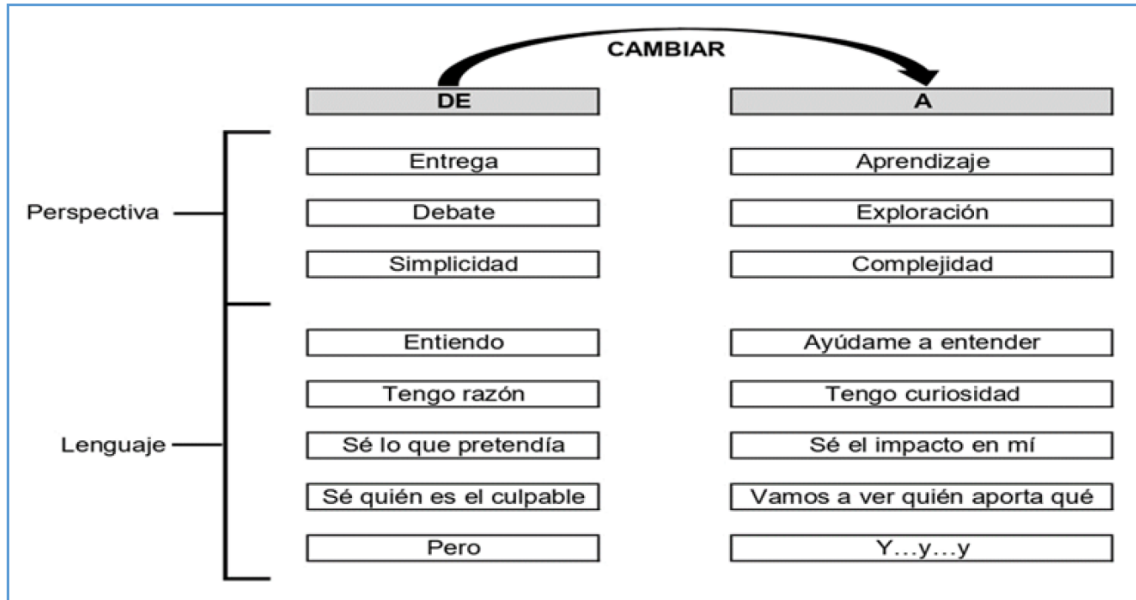 CAMBIAR
DE A
Perspectiva
Entrega Aprendizaje
Debate Exploración
Simplicidad Complejidad
Lenguaje
Entiendo Ayúdame a entender
Tengo razón Tengo curiosidad
Sé lo que pretendía Sé el impacto en mí
Sé quién es el culpable Vamos a ver quién aporta qué
Pero Y...y...y